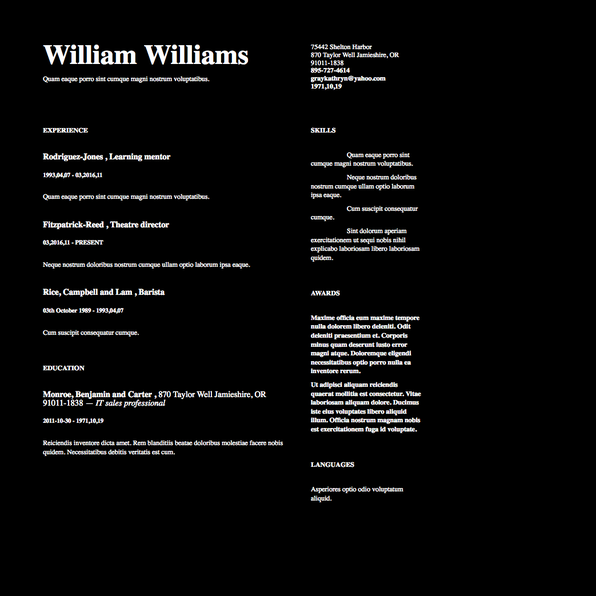 William Williams
Quam eaque porro sint cumque magni nostrum voluptatibus.
75442 Shelton Harbor
870 Taylor Well Jamieshire, OR
91011-1838
895-727-4614
graykathryn@yahoo.com
1971,10,19
EXPERIENCE
Rodriguez-Jones , Learning mentor
1993,04,07 - 03,2016,11
Quam eaque porro sint cumque magni nostrum voluptatibus.
Fitzpatrick-Reed , Theatre director
03,2016,11 - PRESENT
Neque nostrum doloribus nostrum cumque ullam optio laborum ipsa eaque.
Rice, Campbell and Lam , Barista
03th October 1989 - 1993,04,07
Cum suscipit consequatur cumque.
EDUCATION
Monroe, Benjamin and Carter , 870 Taylor Well Jamieshire, OR
91011-1838 — IT sales professional
2011-10-30 - 1971,10,19
Reiciendis inventore dicta amet. Rem blanditiis beatae doloribus molestiae facere nobis
quidem. Necessitatibus debitis veritatis est cum.
SKILLS
Quam eaque porro sint
cumque magni nostrum voluptatibus.
Neque nostrum doloribus
nostrum cumque ullam optio laborum
ipsa eaque.
Cum suscipit consequatur
cumque.
Sint dolorum aperiam
exercitationem ut sequi nobis nihil
explicabo laboriosam libero laboriosam
quidem.
AWARDS
Maxime officia eum maxime tempore
nulla dolorem libero deleniti. Odit
deleniti praesentium et. Corporis
minus quam deserunt iusto error
magni atque. Doloremque eligendi
necessitatibus optio porro nulla ea
inventore rerum.
Ut adipisci aliquam reiciendis
quaerat mollitia est consectetur. Vitae
laboriosam aliquam dolore. Ducimus
iste eius voluptates libero aliquid
illum. Officia nostrum magnam nobis
est exercitationem fuga id voluptate.
LANGUAGES
Asperiores optio odio voluptatum
aliquid.